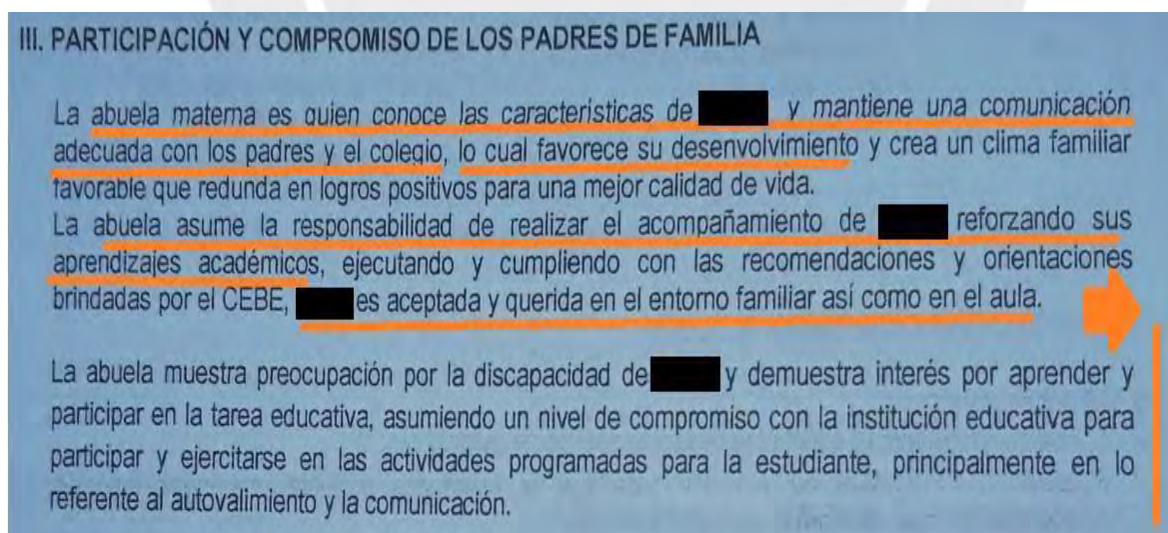 III. PARTICIPACIÓN Y COMPROMISO DE LOS PADRES DE FAMILIA
La abuela materna es quien conoce las características de y mantiene una comunicación
adecuada con los padres y el colegio, lo cual favorece su desenvolvimiento y crea un clima familiar
favorable que redunda en logros positivos para una mejor calidad de vida.
La abuela asume la responsabilidad de realizar el acompañamiento de reforzando sus
aprendizajes académicos, ejecutando y cumpliendo con las recomendaciones y orientaciones
brindadas por el CEBE, es aceptada y querida en el entorno familiar así como en el aula.
La abuela muestra preocupación por la discapacidad de y demuestra interés por aprender y
participar en la tarea educativa, asumiendo un nivel de compromiso con la institución educativa para
participar y ejercitarse en las actividades programadas para la estudiante, principalmente en lo
referente al autovalimiento y la comunicación.